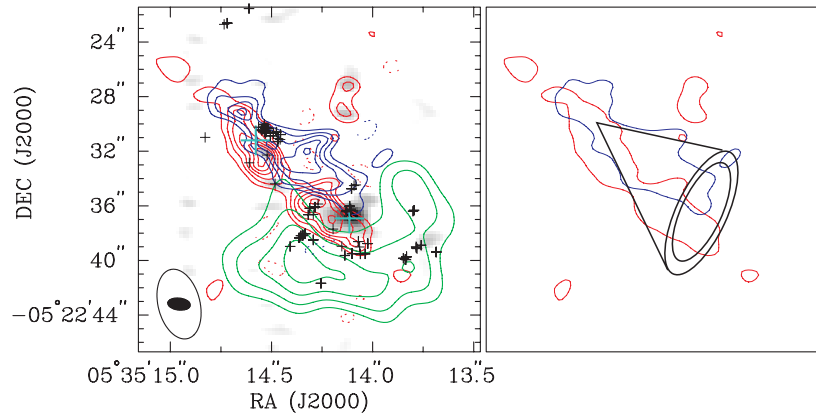 24"
28"
32"
36"
40"
−05°22'44"
DEC (J2000)
05ʰ35ᵐ15.ˢ0
14.ˢ5
14.ˢ0
13.ˢ5
RA (J2000)